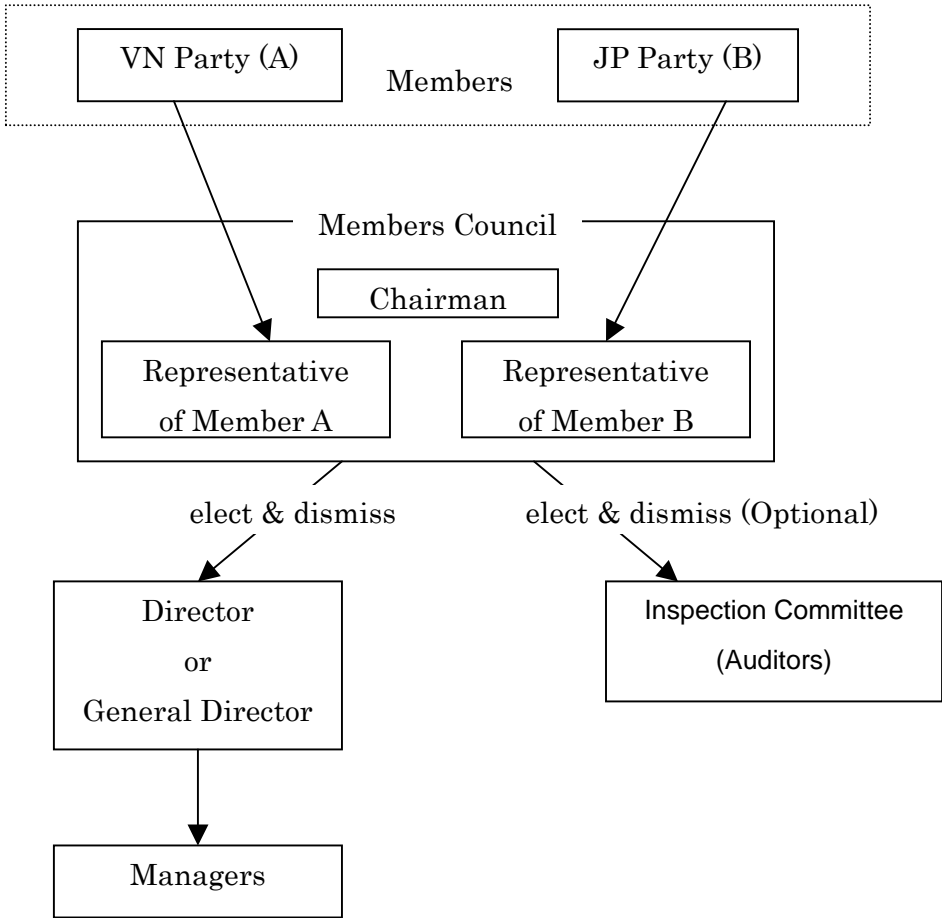 VN Party (A)
JP Party (B)
Members
Members Council
Chairman
Representative
of Member A
Representative
of Member B
elect & dismiss
elect & dismiss (Optional)
Director
or
General Director
Inspection Committee
(Auditors)
Managers